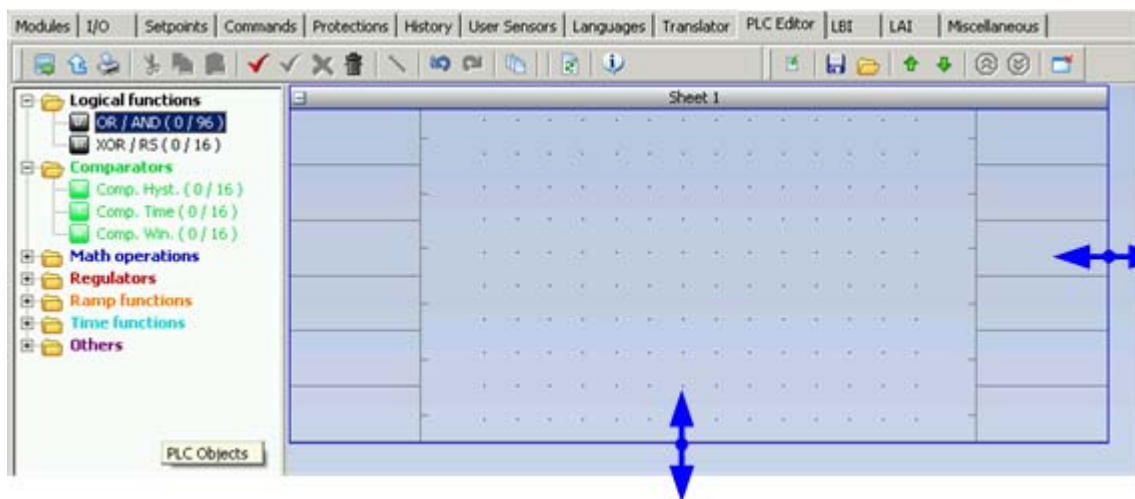 Modules I/O Setpoints Commands Protections History User Sensors Languages Translator PLC Editor LBI LAI Miscellaneous
Sheet 1
Logical functions
OR / AND ( 0 / 96 )
XOR / RS ( 0 / 16 )
Comparators
Comp. Hyst. ( 0 / 16 )
Comp. Time ( 0 / 16 )
Comp. Win. ( 0 / 16 )
Math operations
Regulators
Ramp functions
Time functions
Others
PLC Objects